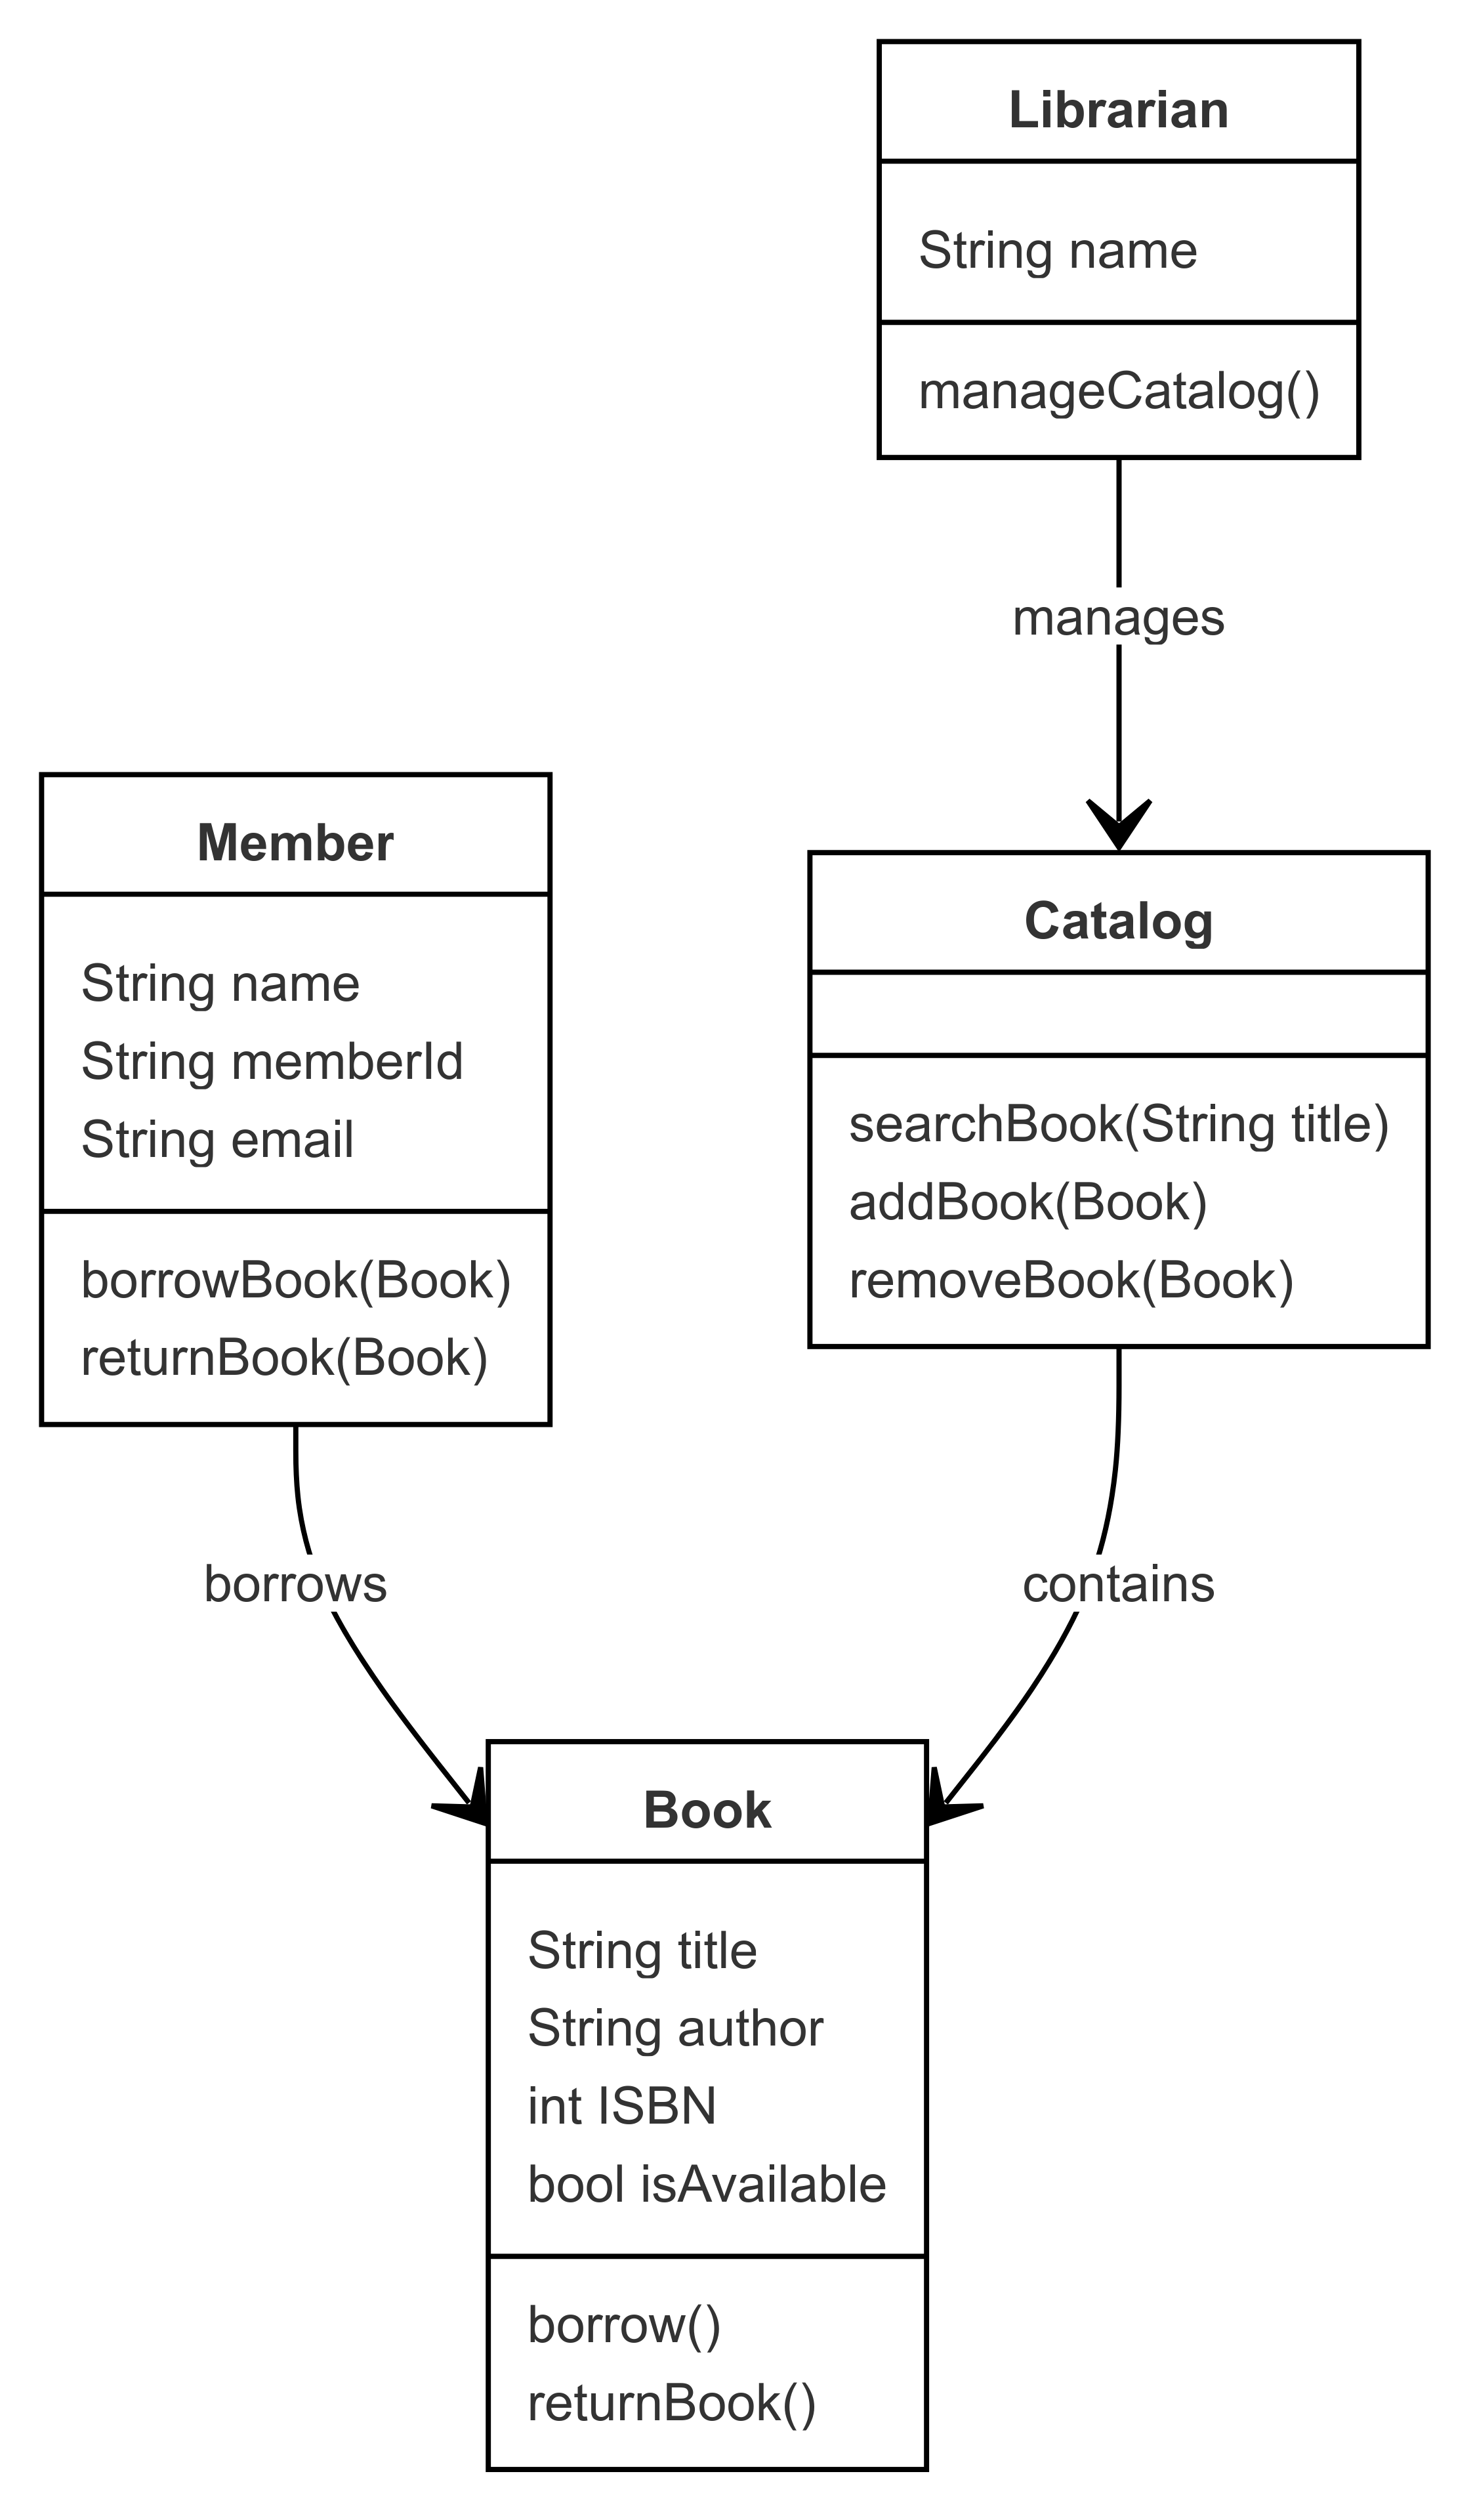 Librarian
String name
manageCatalog()
manages
Member
String name
String memberId
String email
borrowBook(Book)
returnBook(Book)
Catalog
searchBook(String title)
addBook(Book)
removeBook(Book)
borrows
contains
Book
String title
String author
int ISBN
bool isAvailable
borrow()
returnBook()